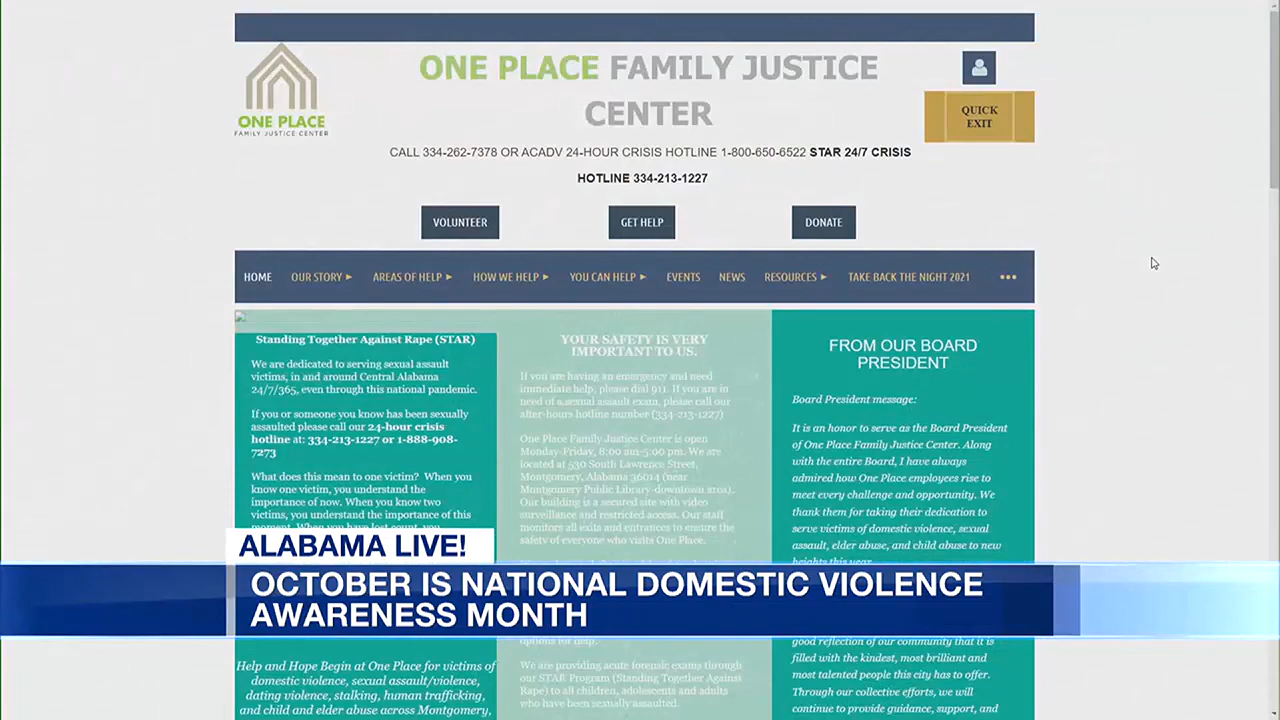 ONE PLACE FAMILY JUSTICE
CENTER
ONE PLACE
FAMILY JUSTICE CENTER
QUICK
EXIT
CALL 334-262-7378 OR ACADV 24-HOUR CRISIS HOTLINE 1-800-650-6522 STAR 24/7 CRISIS
HOTLINE 334-213-1227
VOLUNTEER
GET HELP
DONATE
HOME
OUR STORY ▸
AREAS OF HELP ▸
HOW WE HELP ▸
YOU CAN HELP ▸
EVENTS
NEWS
RESOURCES ▸
TAKE BACK THE NIGHT 2021
•••
Standing Together Against Rape (STAR)
We are dedicated to serving sexual assault
victims, in and around Central Alabama
24/7/365, even through this national pandemic.
If you or someone you know has been sexually
assaulted please call our 24-hour crisis
hotline at: 334-213-1227 or 1-888-908-
7273
What does this mean to one victim? When you
know one victim, you understand the
importance of now. When you know two
victims, you understand the importance of this
moment. When you have lost count, you
Help and Hope Begin at One Place for victims of
domestic violence, sexual assault/violence,
dating violence, stalking, human trafficking,
and child and elder abuse across Montgomery,
YOUR SAFETY IS VERY
IMPORTANT TO US.
If you are having an emergency and need
immediate help, please dial 911. If you are in
need of a sexual assault exam, please call our
after-hours hotline number (334-213-1227)
One Place Family Justice Center is open
Monday-Friday, 8:00 am-5:00 pm. We are
located at 530 South Lawrence Street,
Montgomery, Alabama 36014 (near
Montgomery Public Library-downtown area).
Our building is a secured site with video
surveillance and restricted access. Our staff
monitors all exits and entrances to ensure the
safety of everyone who visits One Place.
options for help.
We are providing acute forensic exams through
our STAR Program (Standing Together Against
Rape) to all children, adolescents and adults
who have been sexually assaulted.
FROM OUR BOARD
PRESIDENT
Board President message:
It is an honor to serve as the Board President
of One Place Family Justice Center. Along
with the entire Board, I have always
admired how One Place employees rise to
meet every challenge and opportunity. We
thank them for taking their dedication to
serve victims of domestic violence, sexual
assault, elder abuse, and child abuse to new
heights this year.
good reflection of our community that it is
filled with the kindest, most brilliant and
most talented people this city has to offer.
Through our collective efforts, we will
continue to provide guidance, support, and
ALABAMA LIVE!
OCTOBER IS NATIONAL DOMESTIC VIOLENCE
AWARENESS MONTH